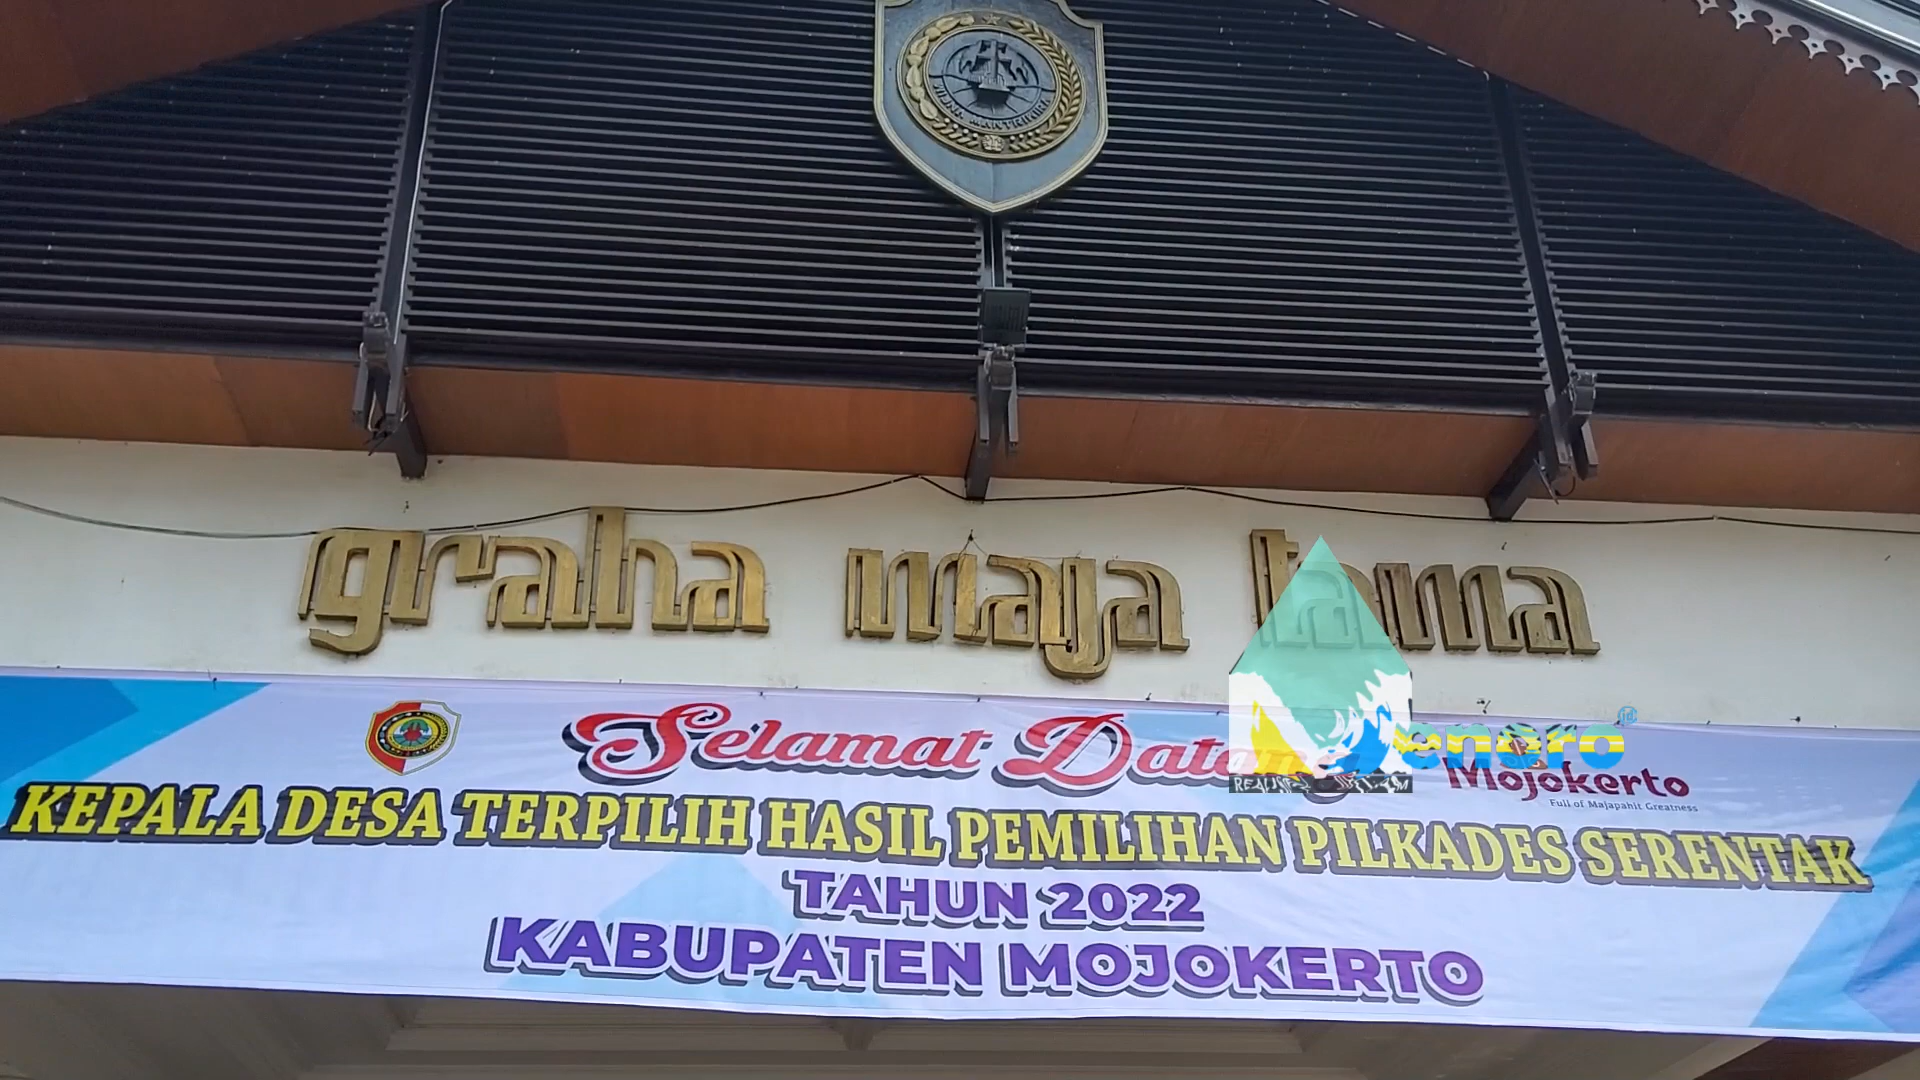 graha maja tama
Selamat Datang
Mojokerto
Full of Majapahit Greatness
KEPALA DESA TERPILIH HASIL PEMILIHAN PILKADES SERENTAK
TAHUN 2022
KABUPATEN MOJOKERTO